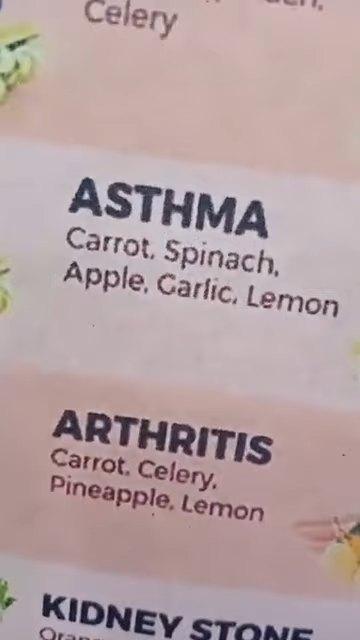 Celery
ASTHMA
Carrot, Spinach,
Apple, Garlic, Lemon
ARTHRITIS
Carrot, Celery,
Pineapple, Lemon
KIDNEY STONE